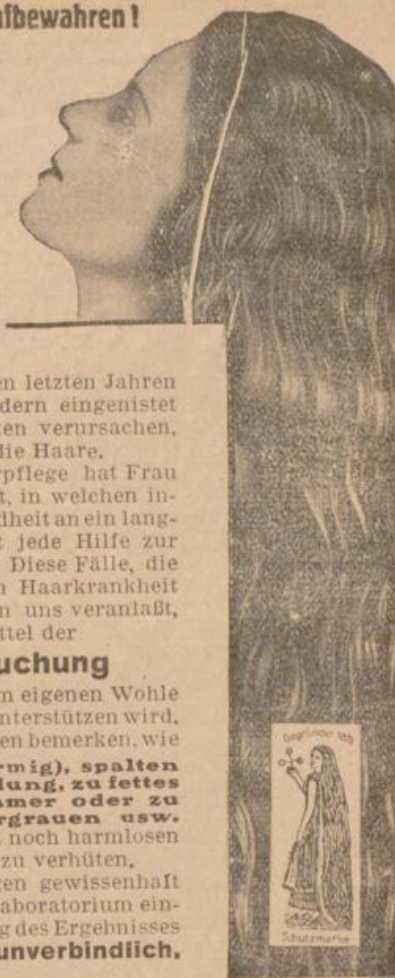 fbewahren!
en letzten Jahren
dern eingenistet
ten verursachen,
die Haare.
rpflege hat Frau
t, in welchen in-
dheit an ein lang-
t jede Hilfe zur
Diese Fälle, die
n Haarkrankheit
n uns veranlaßt,
ttel der
uchung
m eigenen Wohle
nterstützen wird.
en bemerken, wie
rmig), spalten
lung, zu fettes
mer oder zu
rgrauen usw.
t noch harmlosen
zu verhüten.
gen gewissenhaft
aboratorium ein-
g des Ergebnisses
unverbindlich.
Gegründet
Schutzmarke